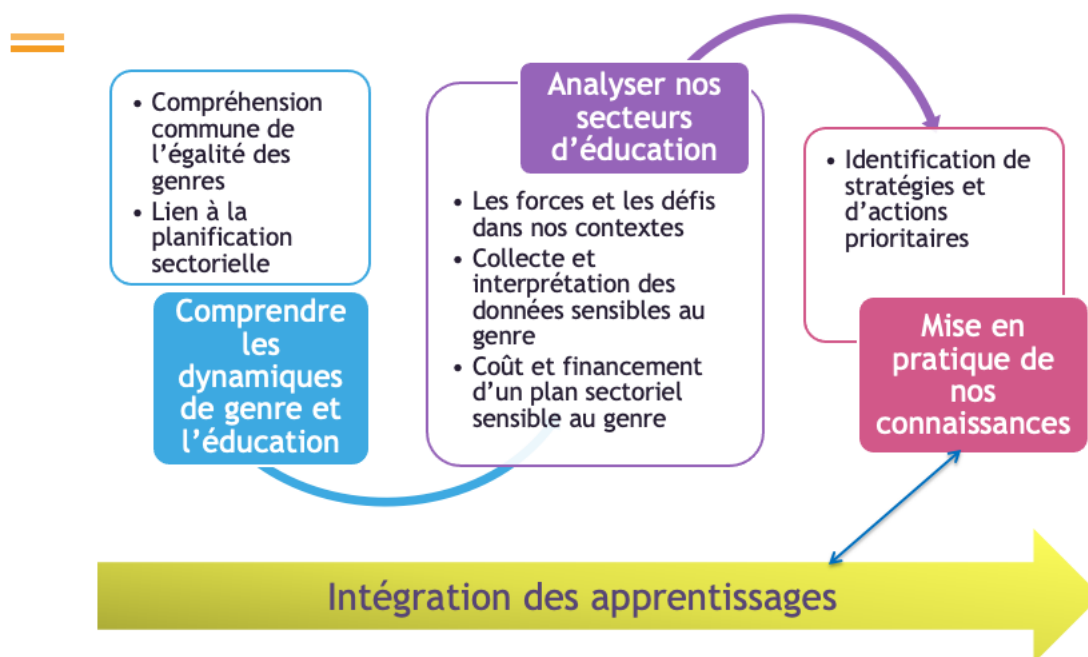 • Compréhension
commune de
l’égalité des
genres
• Lien à la
planification
sectorielle
Comprendre
les
dynamiques
de genre et
l’éducation
Analyser nos
secteurs
d’éducation
• Les forces et les défis
dans nos contextes
• Collecte et
interprétation des
données sensibles au
genre
• Coût et financement
d’un plan sectoriel
sensible au genre
• Identification de
stratégies et
d’actions
prioritaires
Mise en
pratique de
nos
connaissances
Intégration des apprentissages